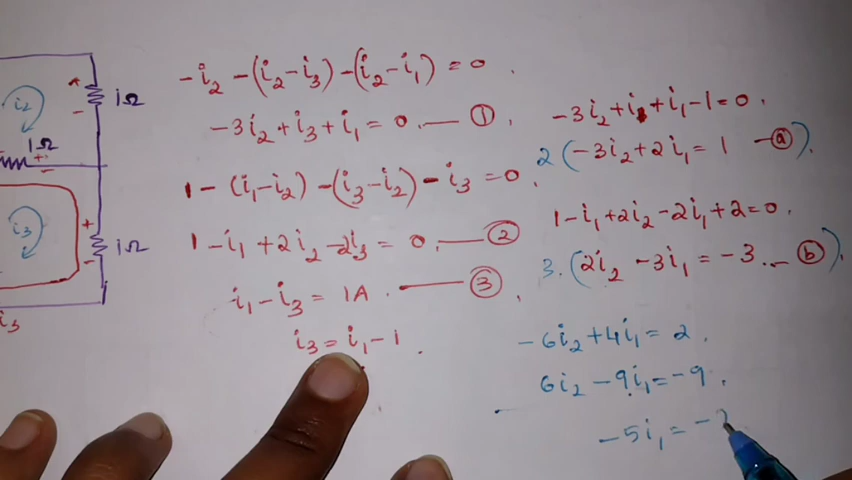 i2
1Ω
1Ω
i3
1Ω
i3
-i2 -(i2-i3) -(i2-i1) = 0.
-3i2+i3+i1 = 0. — ①.
1 - (i1-i2) - (i3-i2) - i3 = 0.
1-i1+2i2-2i3 = 0. — ②
i1-i3 = 1A. — ③.
i3 = i1-1.
-3i2+i1+i1-1=0.
2(-3i2+2i1 = 1 -ⓐ).
1-i1+2i2-2i1+2=0.
3.(2i2 -3i1 = -3. - ⓑ).
-6i2+4i1 = 2.
6i2 -9i1 = -9.
-5i1 = -